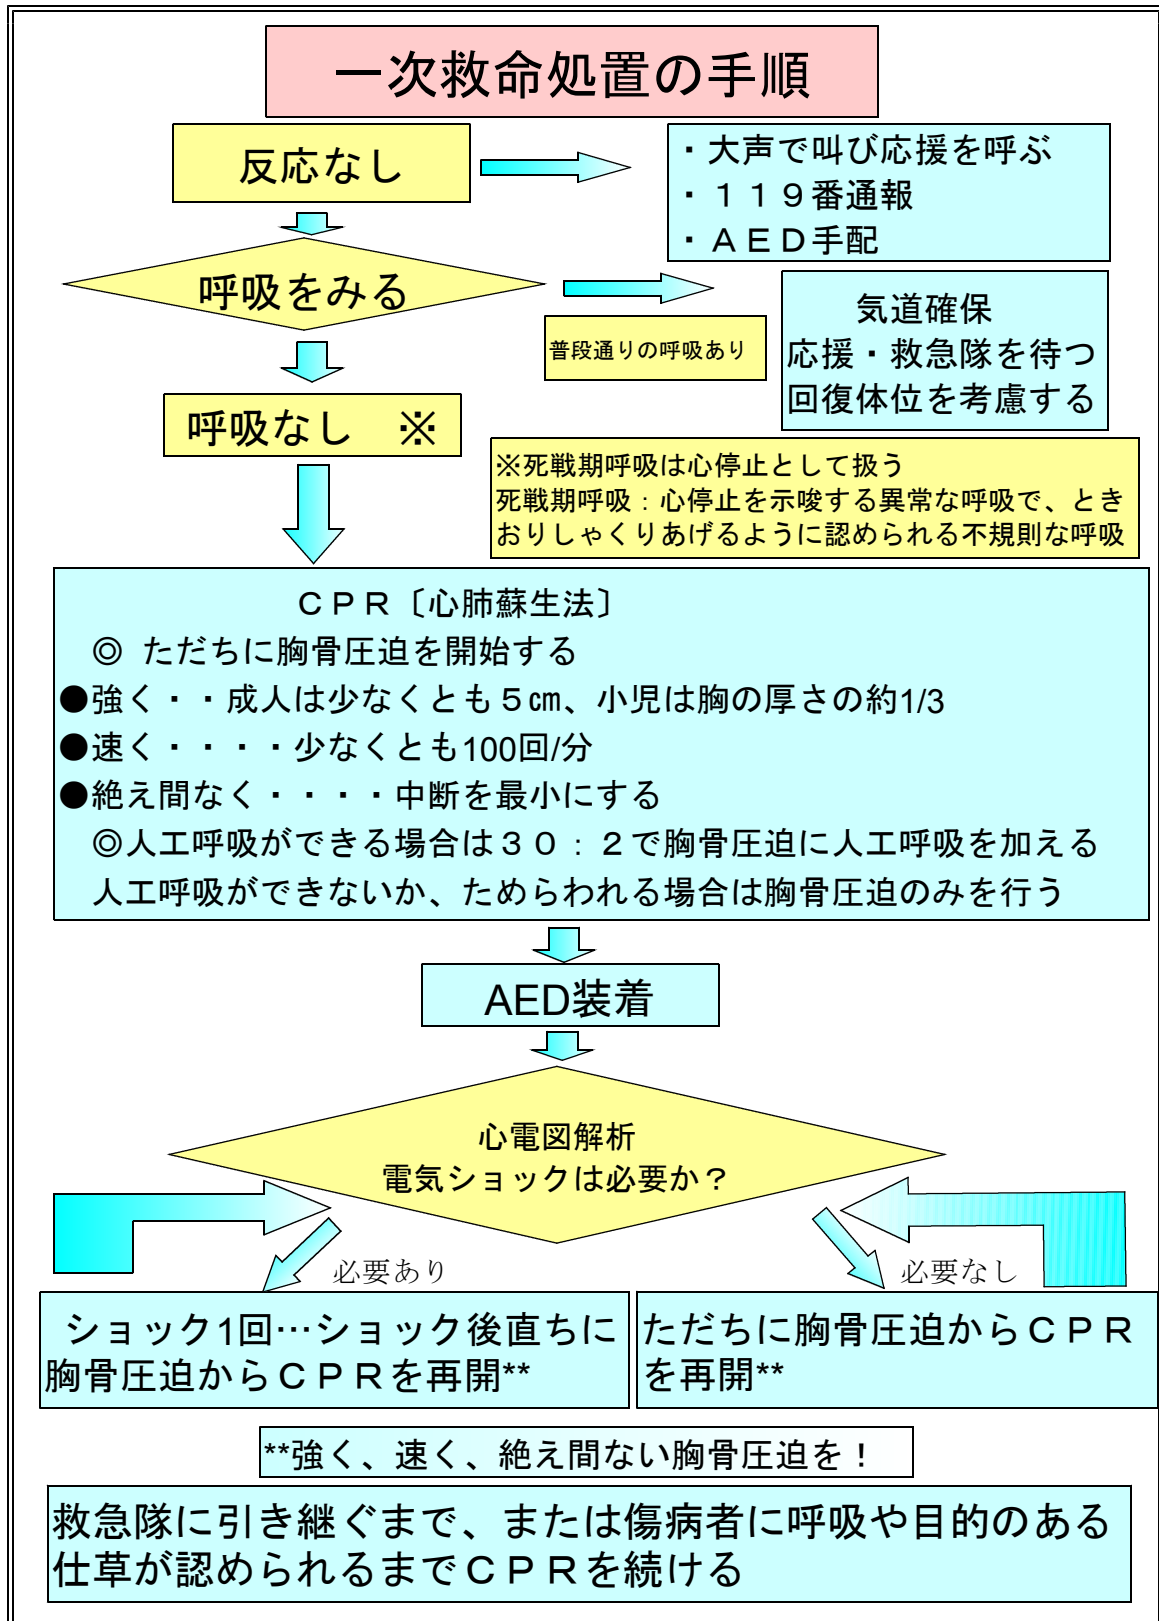 一次救命処置の手順
反応なし
・大声で叫び応援を呼ぶ
・１１９番通報
・ＡＥＤ手配
呼吸をみる
普段通りの呼吸あり
気道確保
応援・救急隊を待つ
回復体位を考慮する
呼吸なし　※
※死戦期呼吸は心停止として扱う
死戦期呼吸：心停止を示唆する異常な呼吸で、とき
おりしゃくりあげるように認められる不規則な呼吸
ＣＰＲ〔心肺蘇生法〕
◎ ただちに胸骨圧迫を開始する
●強く・・成人は少なくとも５㎝、小児は胸の厚さの約1/3
●速く・・・・少なくとも100回/分
●絶え間なく・・・・中断を最小にする
◎人工呼吸ができる場合は３０：２で胸骨圧迫に人工呼吸を加える
人工呼吸ができないか、ためらわれる場合は胸骨圧迫のみを行う
AED装着
心電図解析
電気ショックは必要か？
必要あり
必要なし
ショック1回…ショック後直ちに
胸骨圧迫からＣＰＲを再開**
ただちに胸骨圧迫からＣＰＲ
を再開**
**強く、速く、絶え間ない胸骨圧迫を！
救急隊に引き継ぐまで、または傷病者に呼吸や目的のある
仕草が認められるまでＣＰＲを続ける